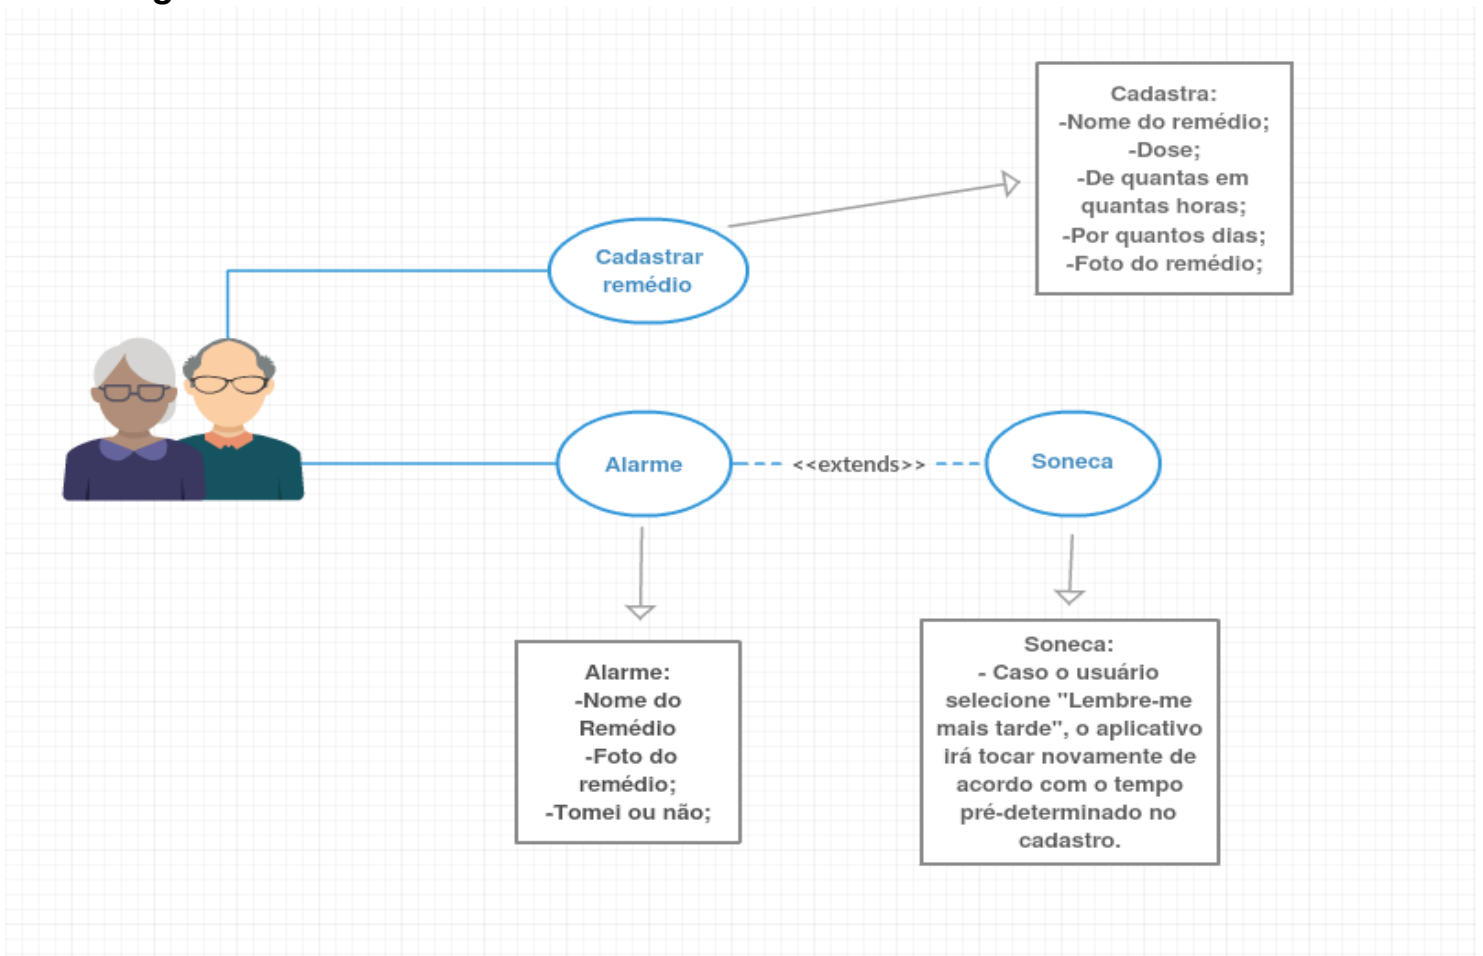 Cadastra:
-Nome do remédio;
-Dose;
-De quantas em
quantas horas;
-Por quantos dias;
-Foto do remédio;
Cadastrar
remédio
Alarme
<<extends>>
Soneca
Alarme:
-Nome do
Remédio
-Foto do
remédio;
-Tomei ou não;
Soneca:
- Caso o usuário
selecione "Lembre-me
mais tarde", o aplicativo
irá tocar novamente de
acordo com o tempo
pré-determinado no
cadastro.